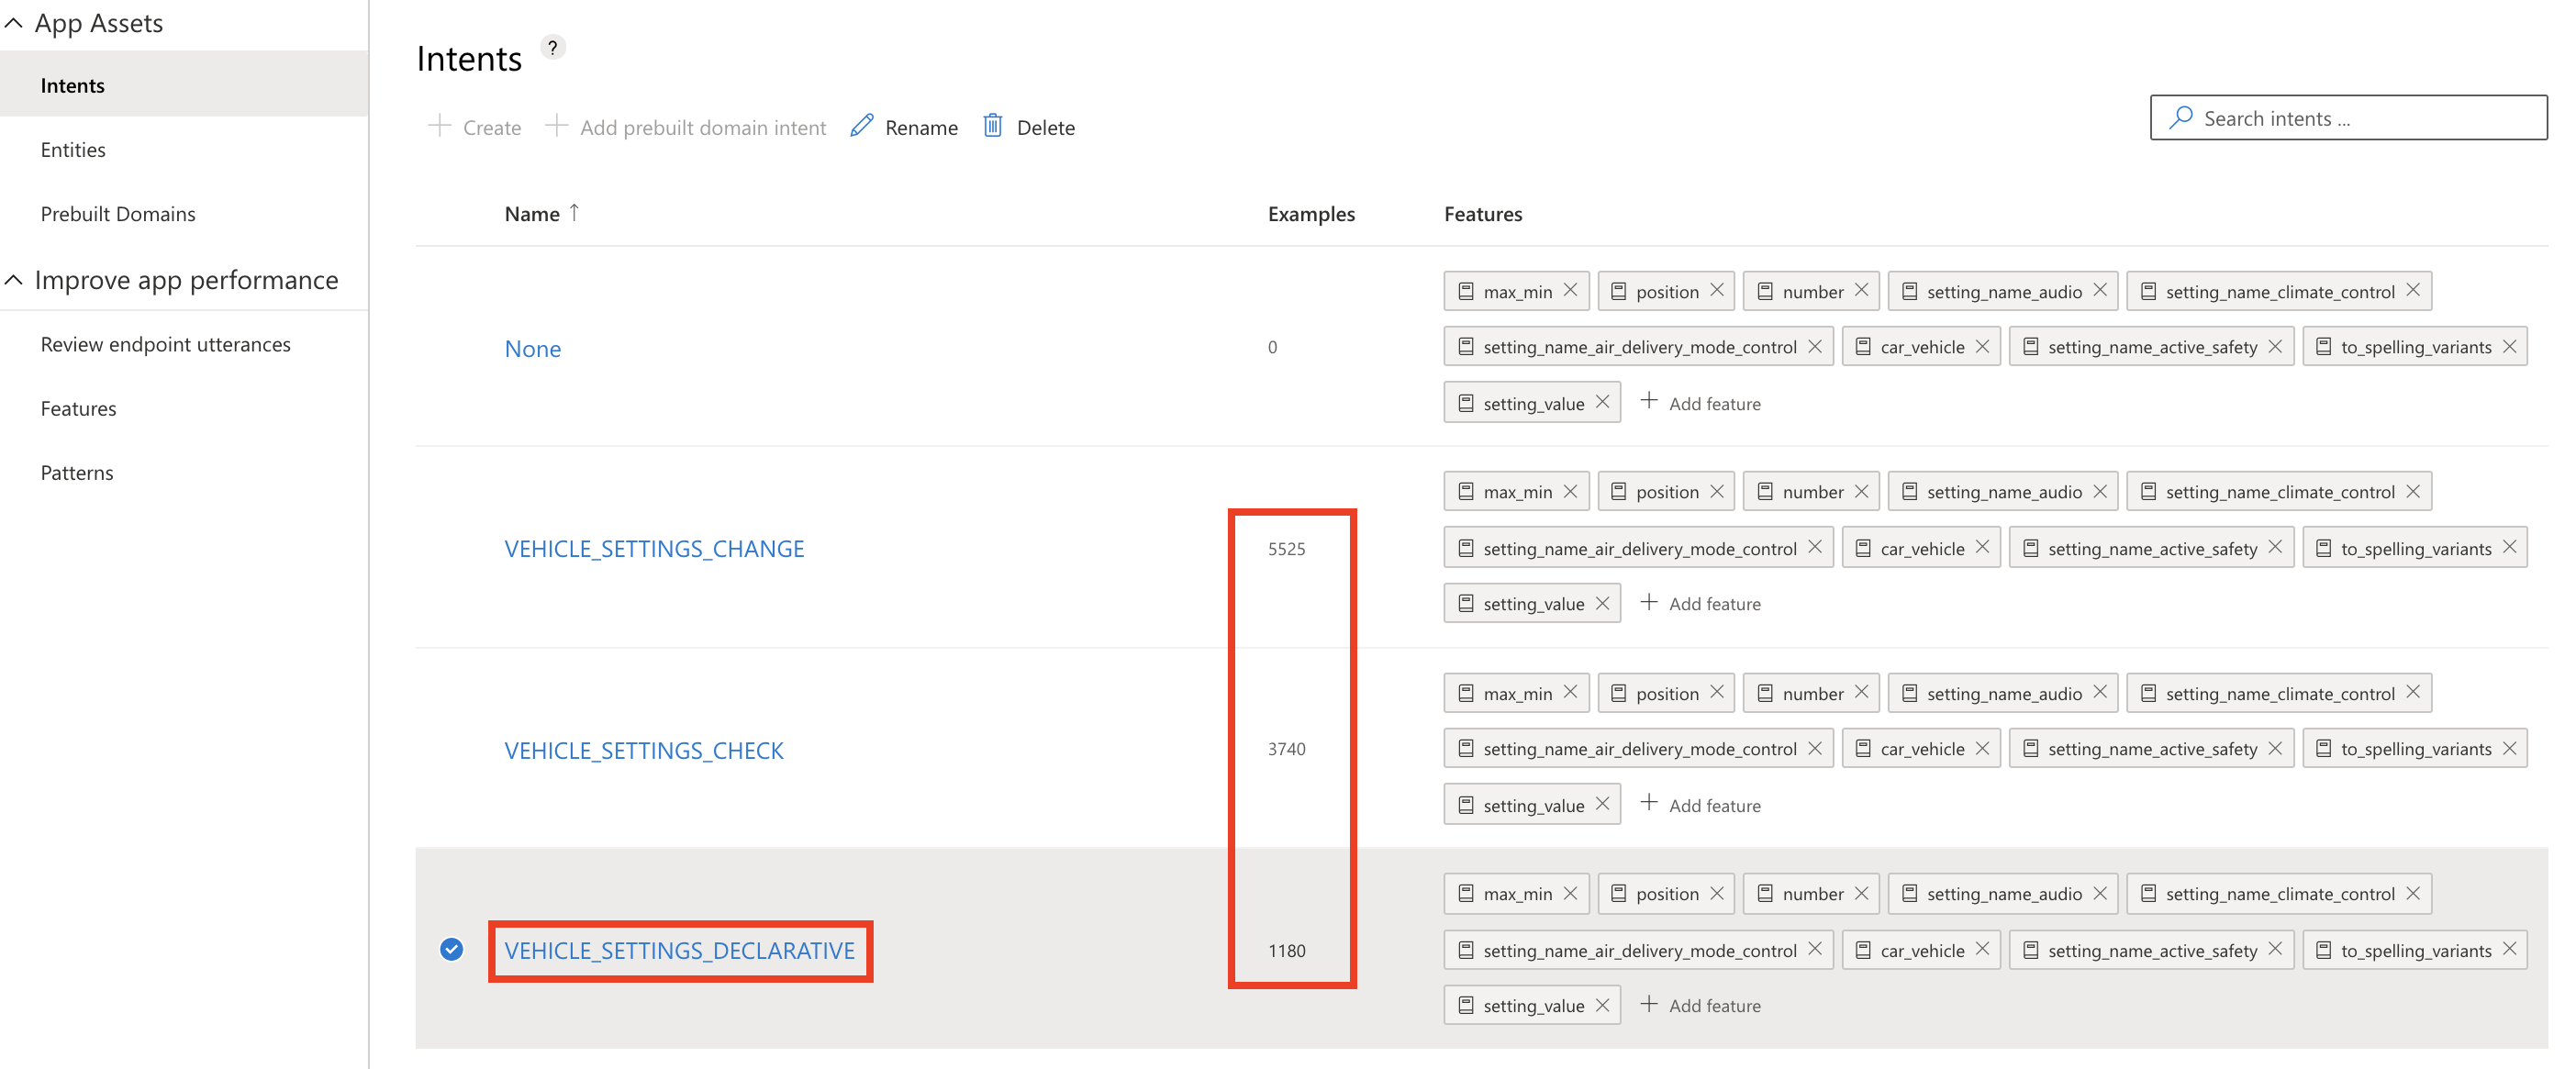 App Assets
Intents
Entities
Prebuilt Domains
Improve app performance
Review endpoint utterances
Features
Patterns
Intents ?
Create Add prebuilt domain intent Rename Delete
Search intents ...
Name ↑ Examples Features
None 0
max_min position number setting_name_audio setting_name_climate_control
setting_name_air_delivery_mode_control car_vehicle setting_name_active_safety to_spelling_variants
setting_value + Add feature
VEHICLE_SETTINGS_CHANGE 5525
max_min position number setting_name_audio setting_name_climate_control
setting_name_air_delivery_mode_control car_vehicle setting_name_active_safety to_spelling_variants
setting_value + Add feature
VEHICLE_SETTINGS_CHECK 3740
max_min position number setting_name_audio setting_name_climate_control
setting_name_air_delivery_mode_control car_vehicle setting_name_active_safety to_spelling_variants
setting_value + Add feature
VEHICLE_SETTINGS_DECLARATIVE 1180
max_min position number setting_name_audio setting_name_climate_control
setting_name_air_delivery_mode_control car_vehicle setting_name_active_safety to_spelling_variants
setting_value + Add feature